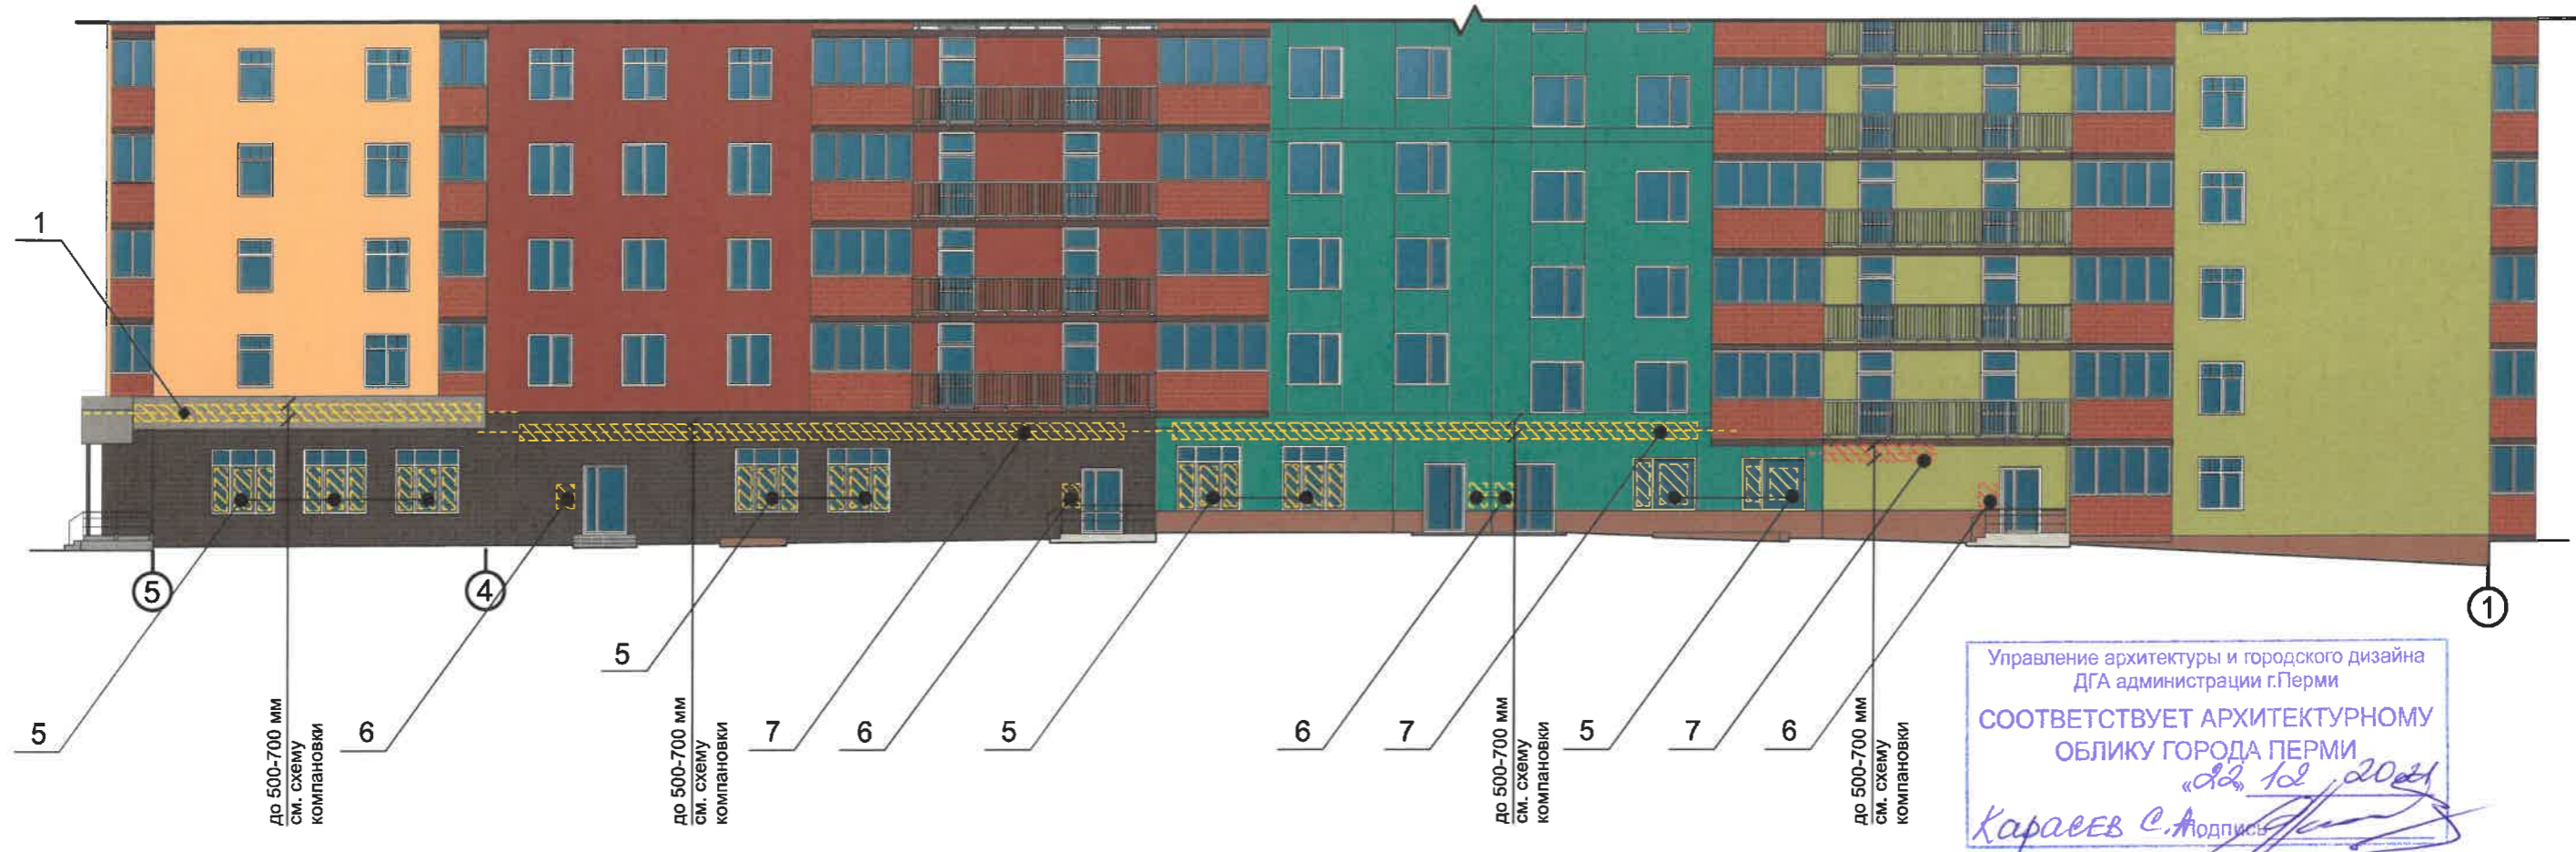 1
5
4
1
5
до 500-700 мм
см. схему
компановки
6
5
до 500-700 мм
см. схему
компановки
7
6
5
6
7
до 500-700 мм
см. схему
компановки
5
7
до 500-700 мм
см. схему
компановки
6
Управление архитектуры и городского дизайна
ДГА администрации г.Перми
СООТВЕТСТВУЕТ АРХИТЕКТУРНОМУ
ОБЛИКУ ГОРОДА ПЕРМИ
«22» 12 2021
Карасев С.А подпись